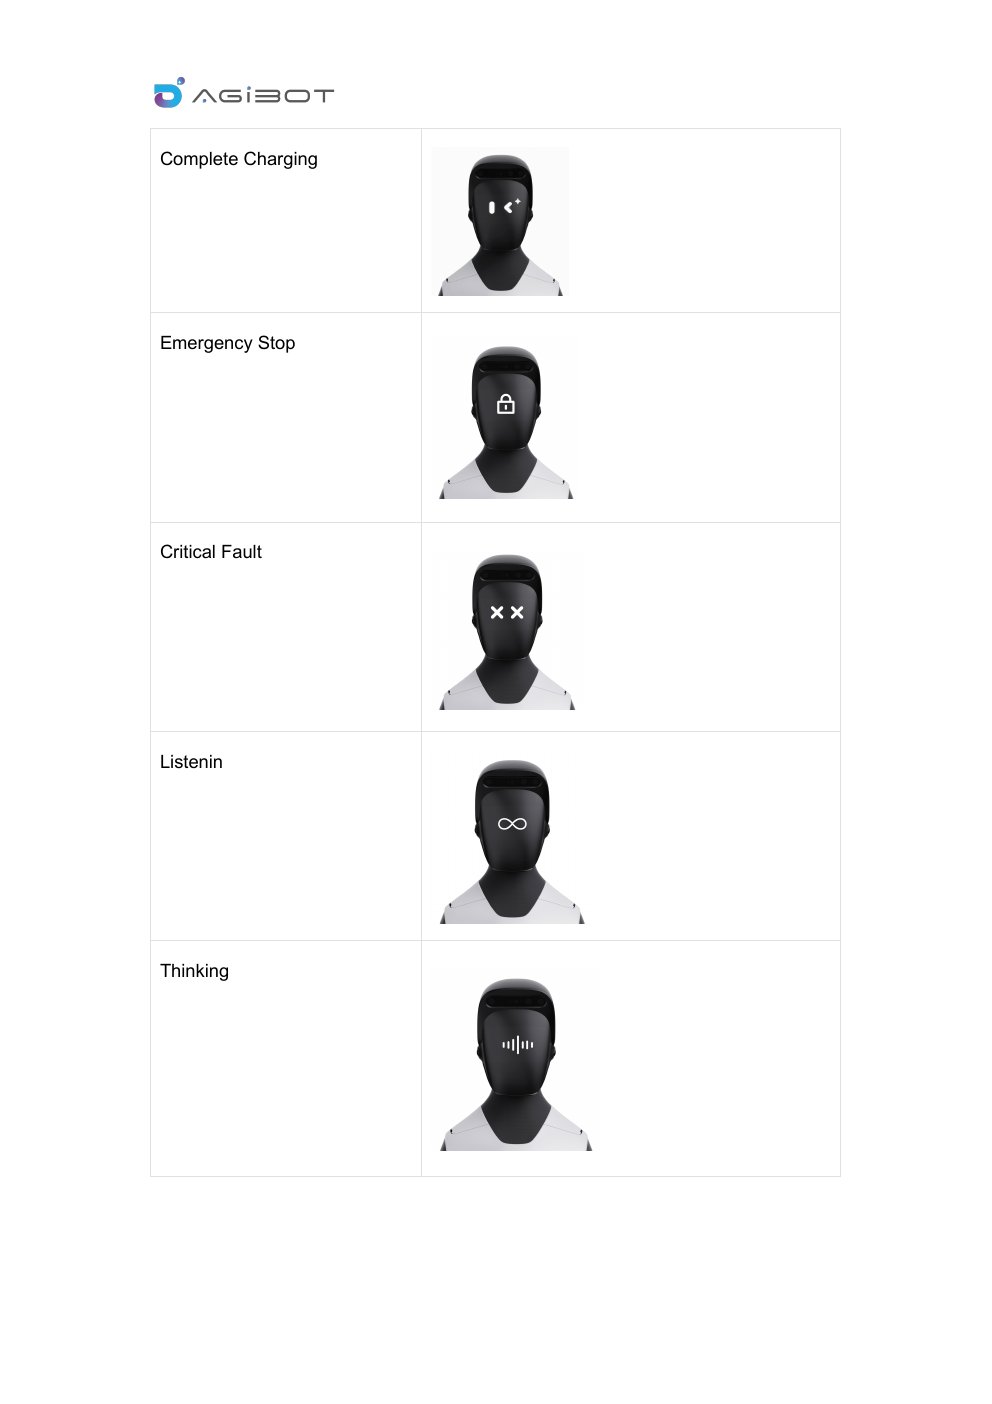 AGIBOT
Complete Charging
Emergency Stop
Critical Fault
Listenin
Thinking